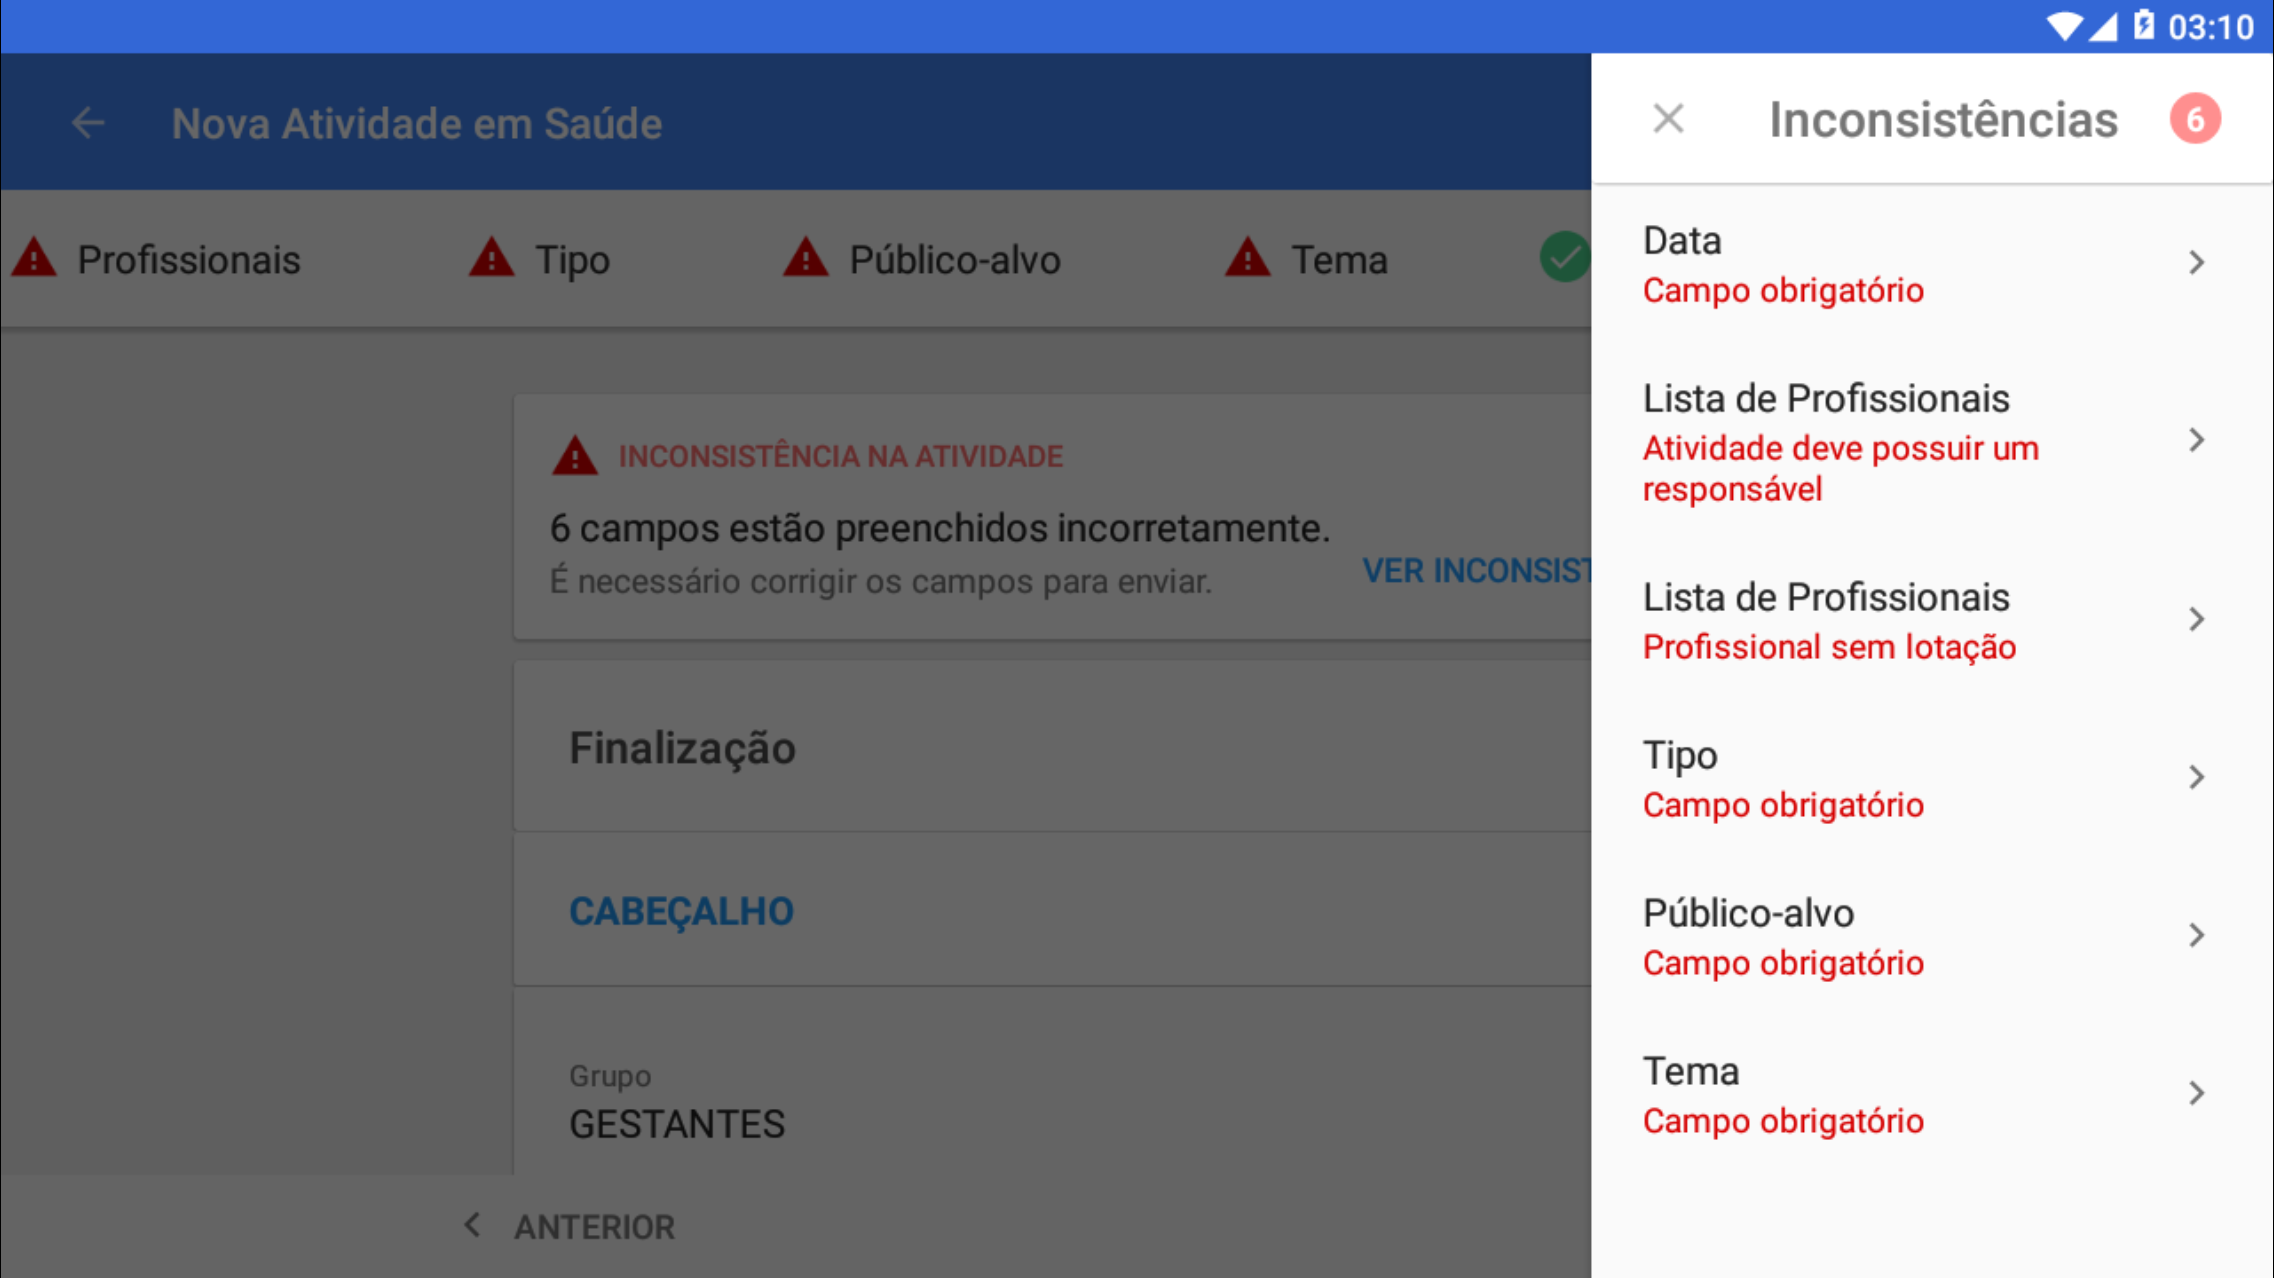 03:10
Nova Atividade em Saúde
Profissionais
Tipo
Público-alvo
Tema
INCONSISTÊNCIA NA ATIVIDADE
6 campos estão preenchidos incorretamente.
É necessário corrigir os campos para enviar.
VER INCONSIST
Finalização
CABEÇALHO
Grupo
GESTANTES
ANTERIOR
Inconsistências 6
Data
Campo obrigatório
Lista de Profissionais
Atividade deve possuir um
responsável
Lista de Profissionais
Profissional sem lotação
Tipo
Campo obrigatório
Público-alvo
Campo obrigatório
Tema
Campo obrigatório